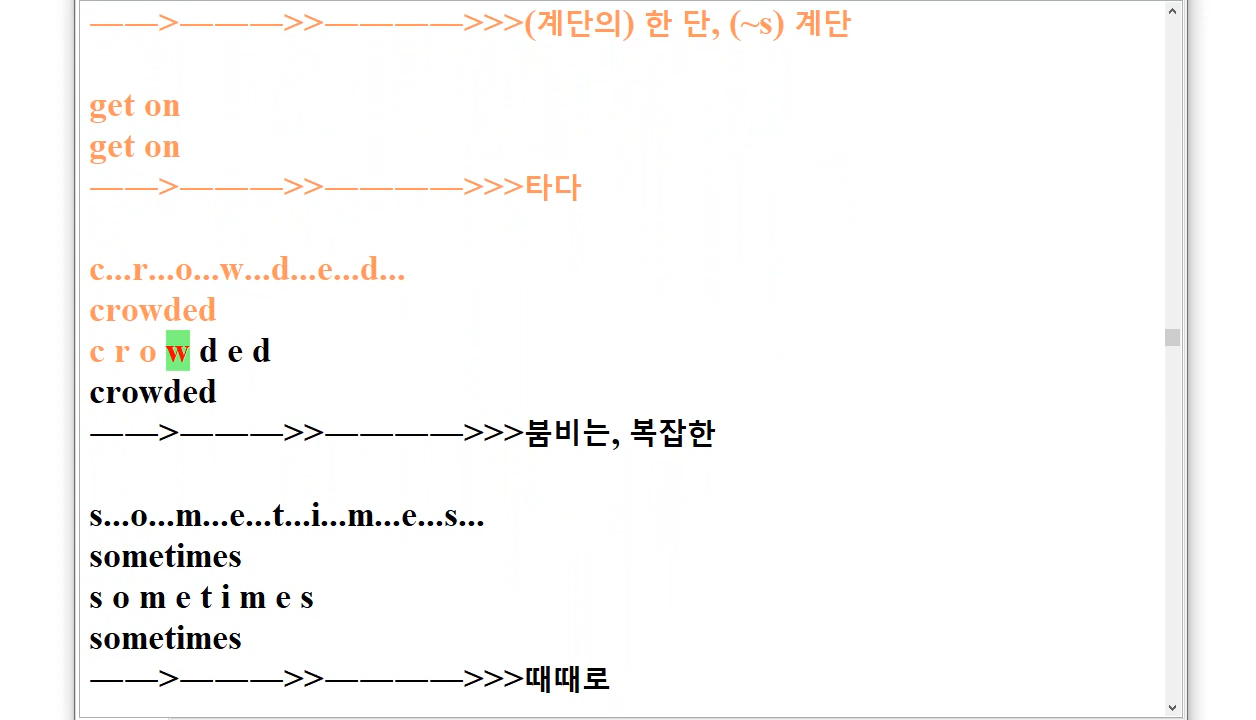 ——>———>>————>>>(계단의) 한 단, (~s) 계단
get on
get on
——>———>>————>>>타다
c...r...o...w...d...e...d...
crowded
c r o w d e d
crowded
——>———>>————>>>붐비는, 복잡한
s...o...m...e...t...i...m...e...s...
sometimes
s o m e t i m e s
sometimes
——>———>>————>>>때때로